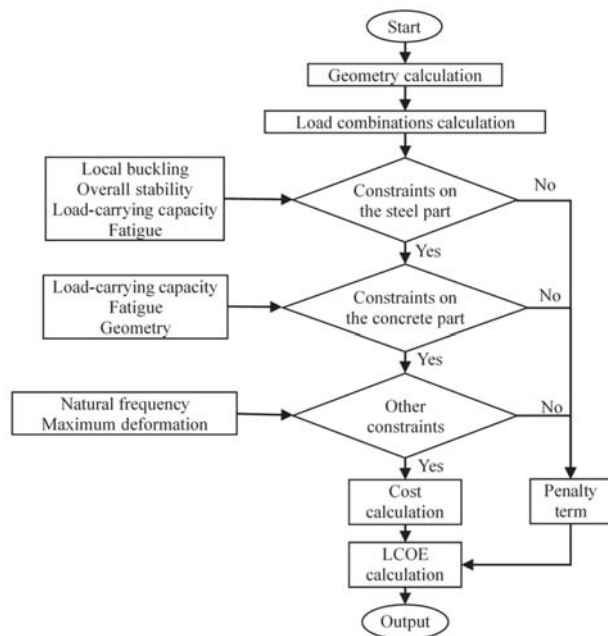 Start
Geometry calculation
Load combinations calculation
Local buckling
Overall stability
Load-carrying capacity
Fatigue
Constraints on
the steel part
No
Yes
Load-carrying capacity
Fatigue
Geometry
Constraints on
the concrete part
No
Yes
Natural frequency
Maximum deformation
Other
constraints
No
Yes
Cost
calculation
Penalty
term
LCOE
calculation
Output